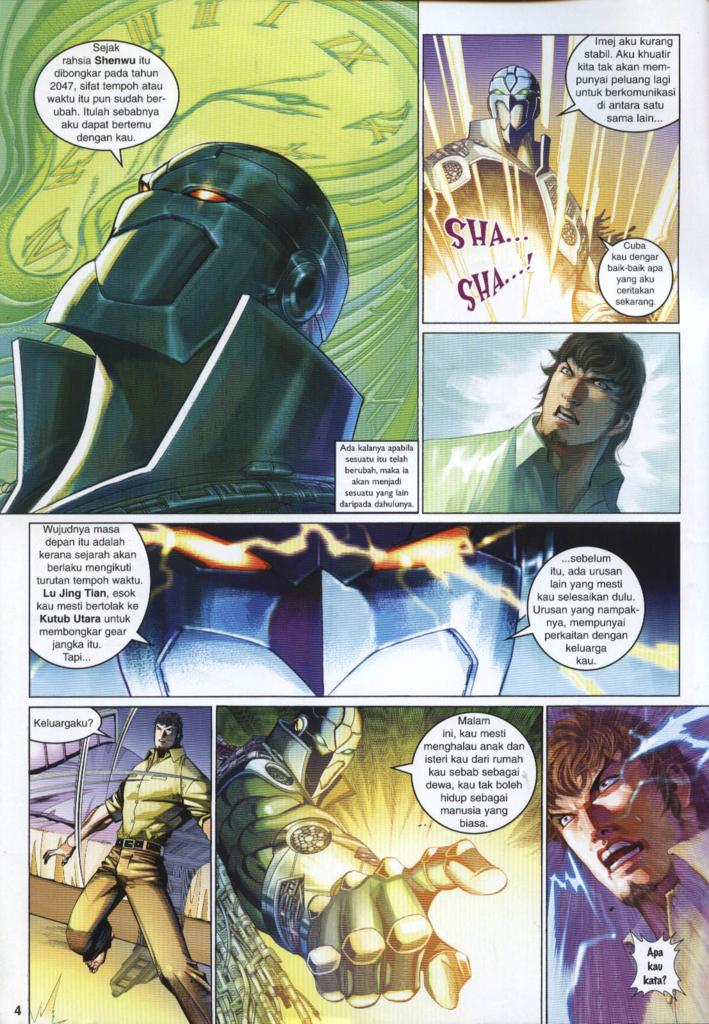 Sejak
rahsia Shenwu itu
dibongkar pada tahun
2047, sifat tempoh atau
waktu itu pun sudah ber-
ubah. Itulah sebabnya
aku dapat bertemu
dengan kau.
Ada kalanya apabila
sesuatu itu telah
berubah, maka ia
akan menjadi
sesuatu yang lain
daripada dahulunya.
Imej aku kurang
stabil. Aku khuatir
kita tak akan mem-
punyai peluang lagi
untuk berkomunikasi
di antara satu
sama lain...
SHA...
SHA...!
Cuba
kau dengar
baik-baik apa
yang aku
ceritakan
sekarang.
Wujudnya masa
depan itu adalah
kerana sejarah akan
berlaku mengikuti
turutan tempoh waktu.
Lu Jing Tian, esok
kau mesti bertolak ke
Kutub Utara untuk
membongkar gear
jangka itu.
Tapi...
...sebelum
itu, ada urusan
lain yang mesti
kau selesaikan dulu.
Urusan yang nampak-
nya, mempunyai
perkaitan dengan
keluarga
kau.
Keluargaku?
Malam
ini, kau mesti
menghalau anak dan
isteri kau dari rumah
kau sebab sebagai
dewa, kau tak boleh
hidup sebagai
manusia yang
biasa.
Apa
kau
kata?
4